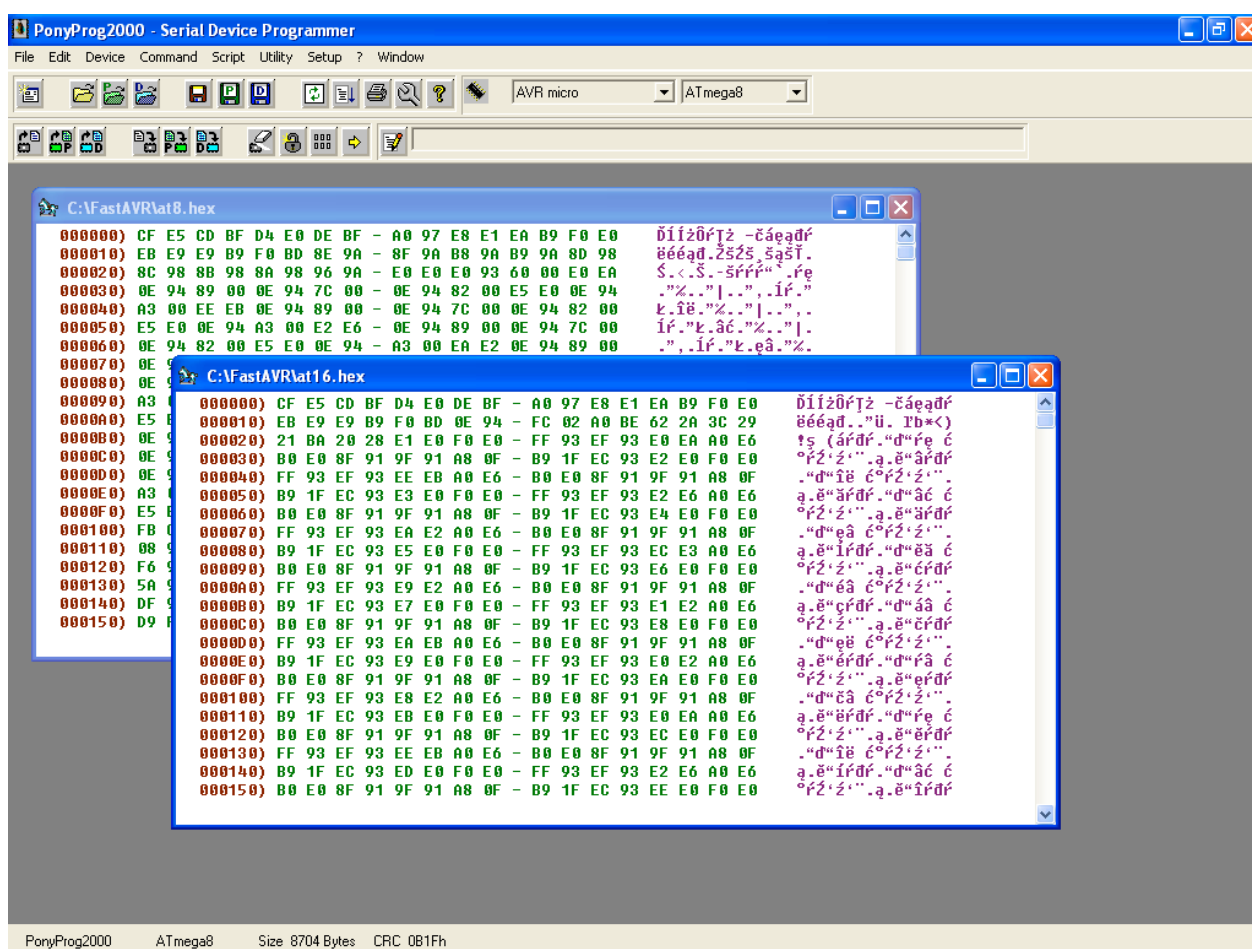 PonyProg2000 - Serial Device Programmer
File Edit Device Command Script Utility Setup ? Window
AVR micro ATmega8
C:\FastAVR\at8.hex
000000) CF E5 CD BF D4 E0 DE BF - A0 97 E8 E1 EA B9 F0 E0 ĎÍÍżÔŕŢż -čáęąđŕ
000010) EB E9 E9 B9 F0 BD 8E 9A - 8F 9A B8 9A B9 9A 8D 98
000020) 8C 98 8B 98 8A 98 96 9A - E0 E0 E0 93 60 00 E0 EA
000030) 0E 94 89 00 0E 94 7C 00 - 0E 94 82 00 E5 E0 0E 94
000040) A3 00 EE EB 0E 94 89 00 - 0E 94 7C 00 0E 94 82 00
000050) E5 E0 0E 94 A3 00 E2 E6 - 0E 94 89 00 0E 94 7C 00
000060) 0E 94 82 00 E5 E0 0E 94 - A3 00 EA E2 0E 94 89 00
000070) 0E
000080) 0E
000090) A3
0000A0) E5
0000B0) 0E
0000C0) 0E
0000D0) 0E
0000E0) A3
0000F0) E5
000100) FB
000110) 08
000120) F6
000130) 5A
000140) DF
000150) D9
C:\FastAVR\at16.hex
000000) CF E5 CD BF D4 E0 DE BF - A0 97 E8 E1 EA B9 F0 E0 ĎÍÍżÔŕŢż -čáęąđŕ
000010) EB E9 E9 B9 F0 BD 0E 94 - FC 02 A0 BE 62 2A 3C 29
000020) 21 BA 20 28 E1 E0 F0 E0 - FF 93 EF 93 E0 EA A0 E6
000030) B0 E0 8F 91 9F 91 A8 0F - B9 1F EC 93 E2 E0 F0 E0
000040) FF 93 EF 93 EE EB A0 E6 - B0 E0 8F 91 9F 91 A8 0F
000050) B9 1F EC 93 E3 E0 F0 E0 - FF 93 EF 93 E2 E6 A0 E6
000060) B0 E0 8F 91 9F 91 A8 0F - B9 1F EC 93 E4 E0 F0 E0
000070) FF 93 EF 93 EA E2 A0 E6 - B0 E0 8F 91 9F 91 A8 0F
000080) B9 1F EC 93 E5 E0 F0 E0 - FF 93 EF 93 EC E3 A0 E6
000090) B0 E0 8F 91 9F 91 A8 0F - B9 1F EC 93 E6 E0 F0 E0
0000A0) FF 93 EF 93 E9 E2 A0 E6 - B0 E0 8F 91 9F 91 A8 0F
0000B0) B9 1F EC 93 E7 E0 F0 E0 - FF 93 EF 93 E1 E2 A0 E6
0000C0) B0 E0 8F 91 9F 91 A8 0F - B9 1F EC 93 E8 E0 F0 E0
0000D0) FF 93 EF 93 EA EB A0 E6 - B0 E0 8F 91 9F 91 A8 0F
0000E0) B9 1F EC 93 E9 E0 F0 E0 - FF 93 EF 93 E0 E2 A0 E6
0000F0) B0 E0 8F 91 9F 91 A8 0F - B9 1F EC 93 EA E0 F0 E0
000100) FF 93 EF 93 E8 E2 A0 E6 - B0 E0 8F 91 9F 91 A8 0F
000110) B9 1F EC 93 EB E0 F0 E0 - FF 93 EF 93 E0 EA A0 E6
000120) B0 E0 8F 91 9F 91 A8 0F - B9 1F EC 93 EC E0 F0 E0
000130) FF 93 EF 93 EE EB A0 E6 - B0 E0 8F 91 9F 91 A8 0F
000140) B9 1F EC 93 ED E0 F0 E0 - FF 93 EF 93 E2 E6 A0 E6
000150) B0 E0 8F 91 9F 91 A8 0F - B9 1F EC 93 EE E0 F0 E0
PonyProg2000 ATmega8 Size 8704 Bytes CRC 0B1Fh